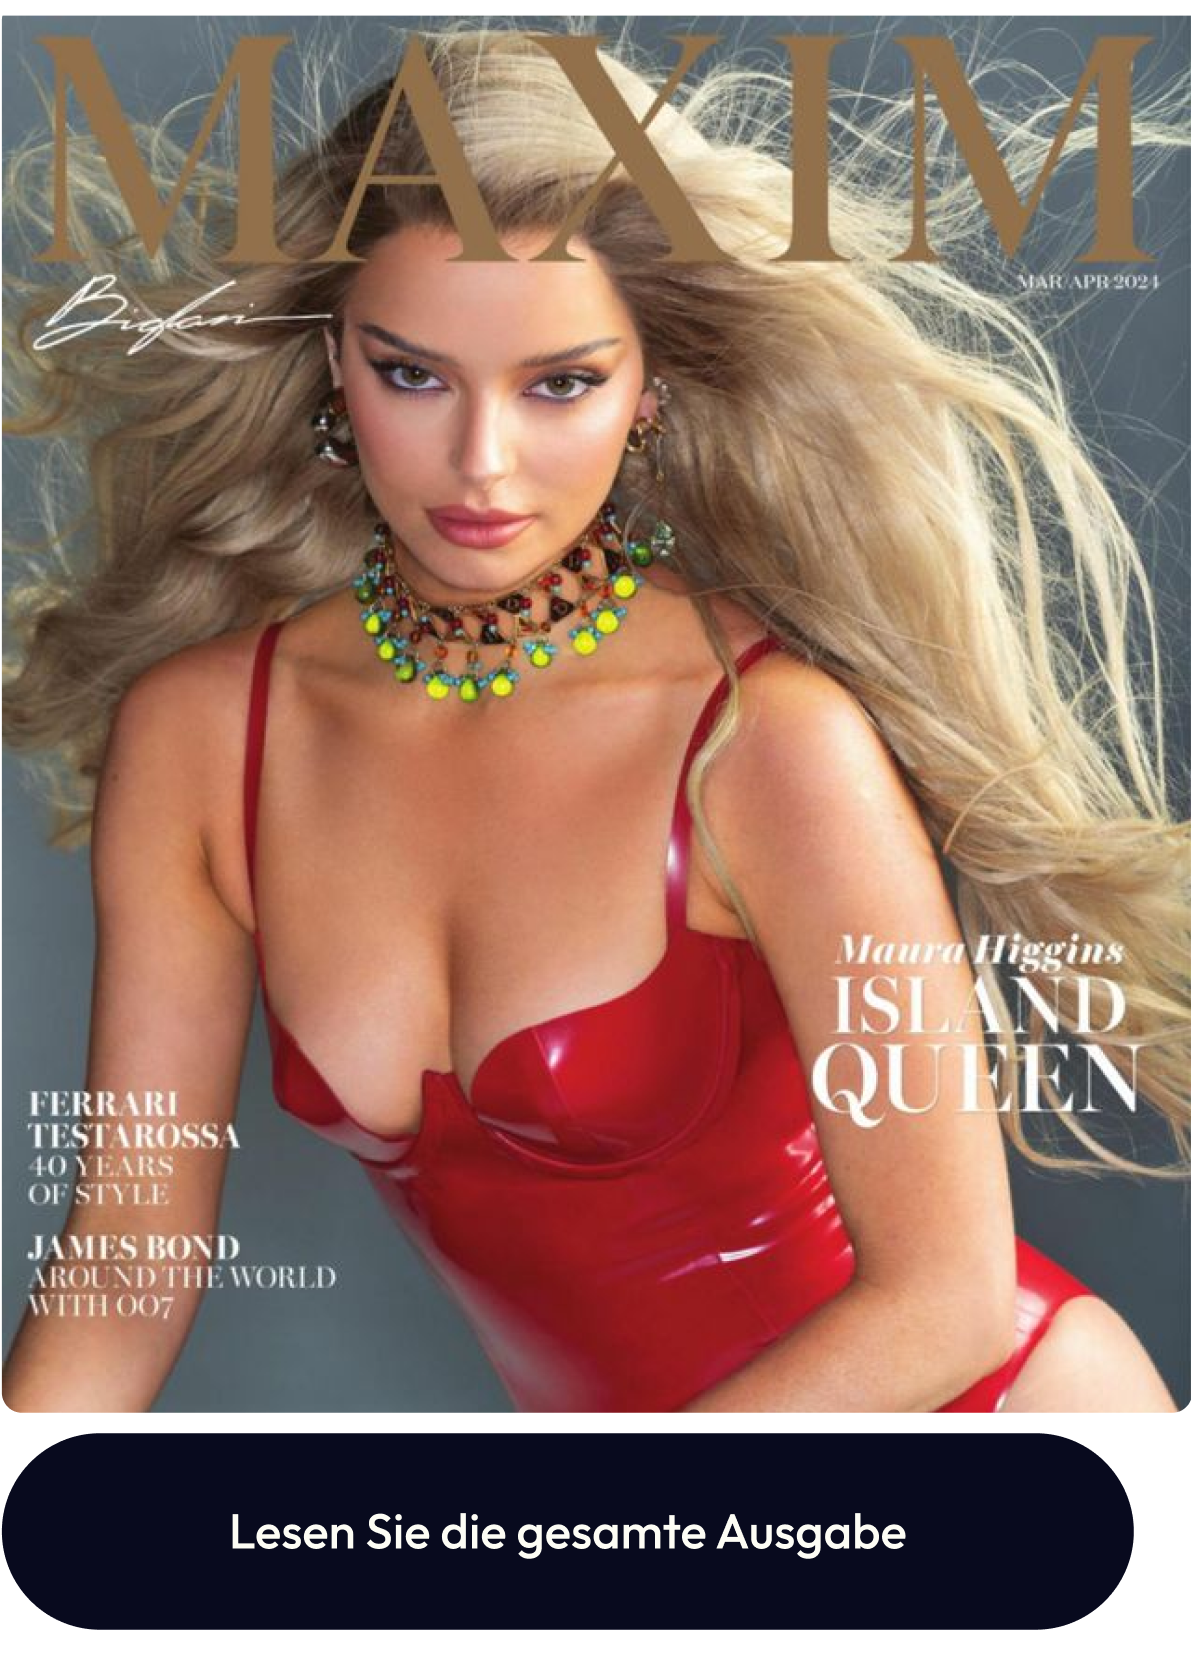 MAXIM
MAR/APR 2024
Biglari
Maura Higgins
ISLAND
QUEEN
FERRARI
TESTAROSSA
40 YEARS
OF STYLE
JAMES BOND
AROUND THE WORLD
WITH 007
Lesen Sie die gesamte Ausgabe